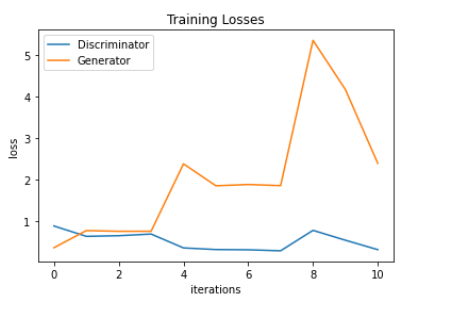 Training Losses
Discriminator
Generator
5
4
3
2
1
loss
0 2 4 6 8 10
iterations